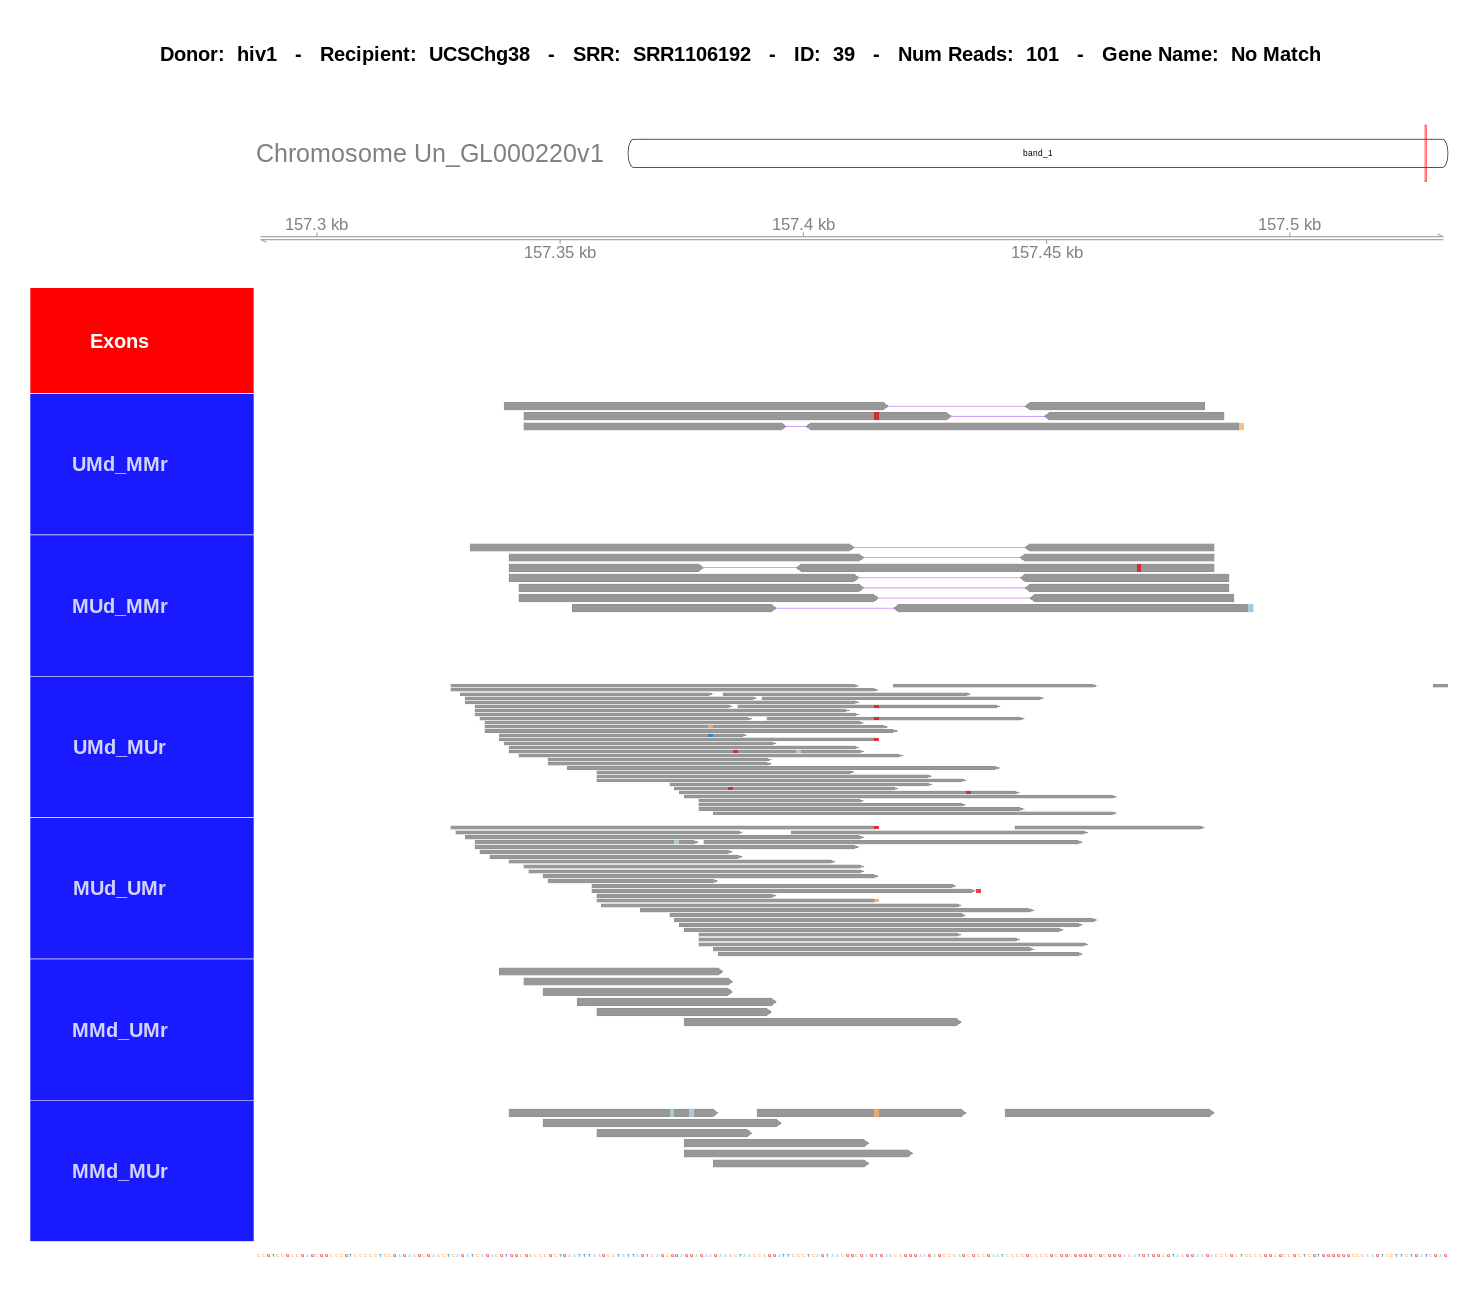 Donor: hiv1 - Recipient: UCSChg38 - SRR: SRR1106192 - ID: 39 - Num Reads: 101 - Gene Name: No Match
Chromosome Un_GL000220v1
band_1
157.3 kb 157.4 kb 157.5 kb
157.35 kb 157.45 kb
Exons
UMd_MMr
MUd_MMr
UMd_MUr
MUd_UMr
MMd_UMr
MMd_MUr